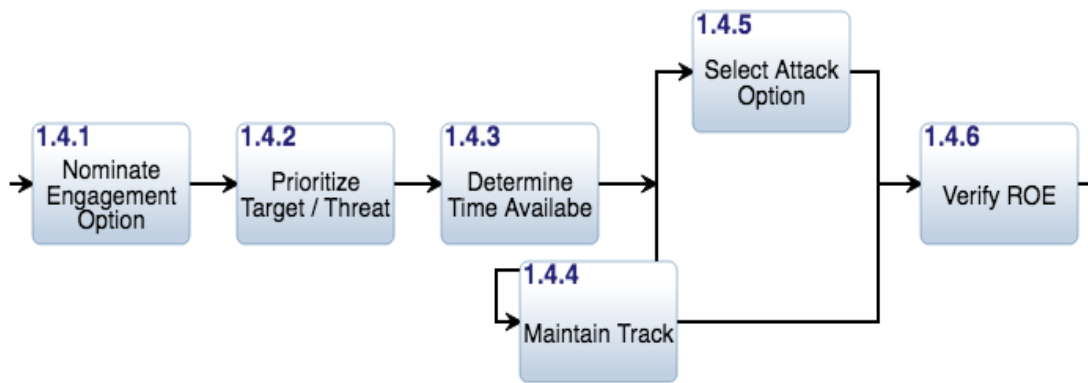 1.4.1
Nominate
Engagement
Option
1.4.2
Prioritize
Target / Threat
1.4.3
Determine
Time Availabe
1.4.4
Maintain Track
1.4.5
Select Attack
Option
1.4.6
Verify ROE